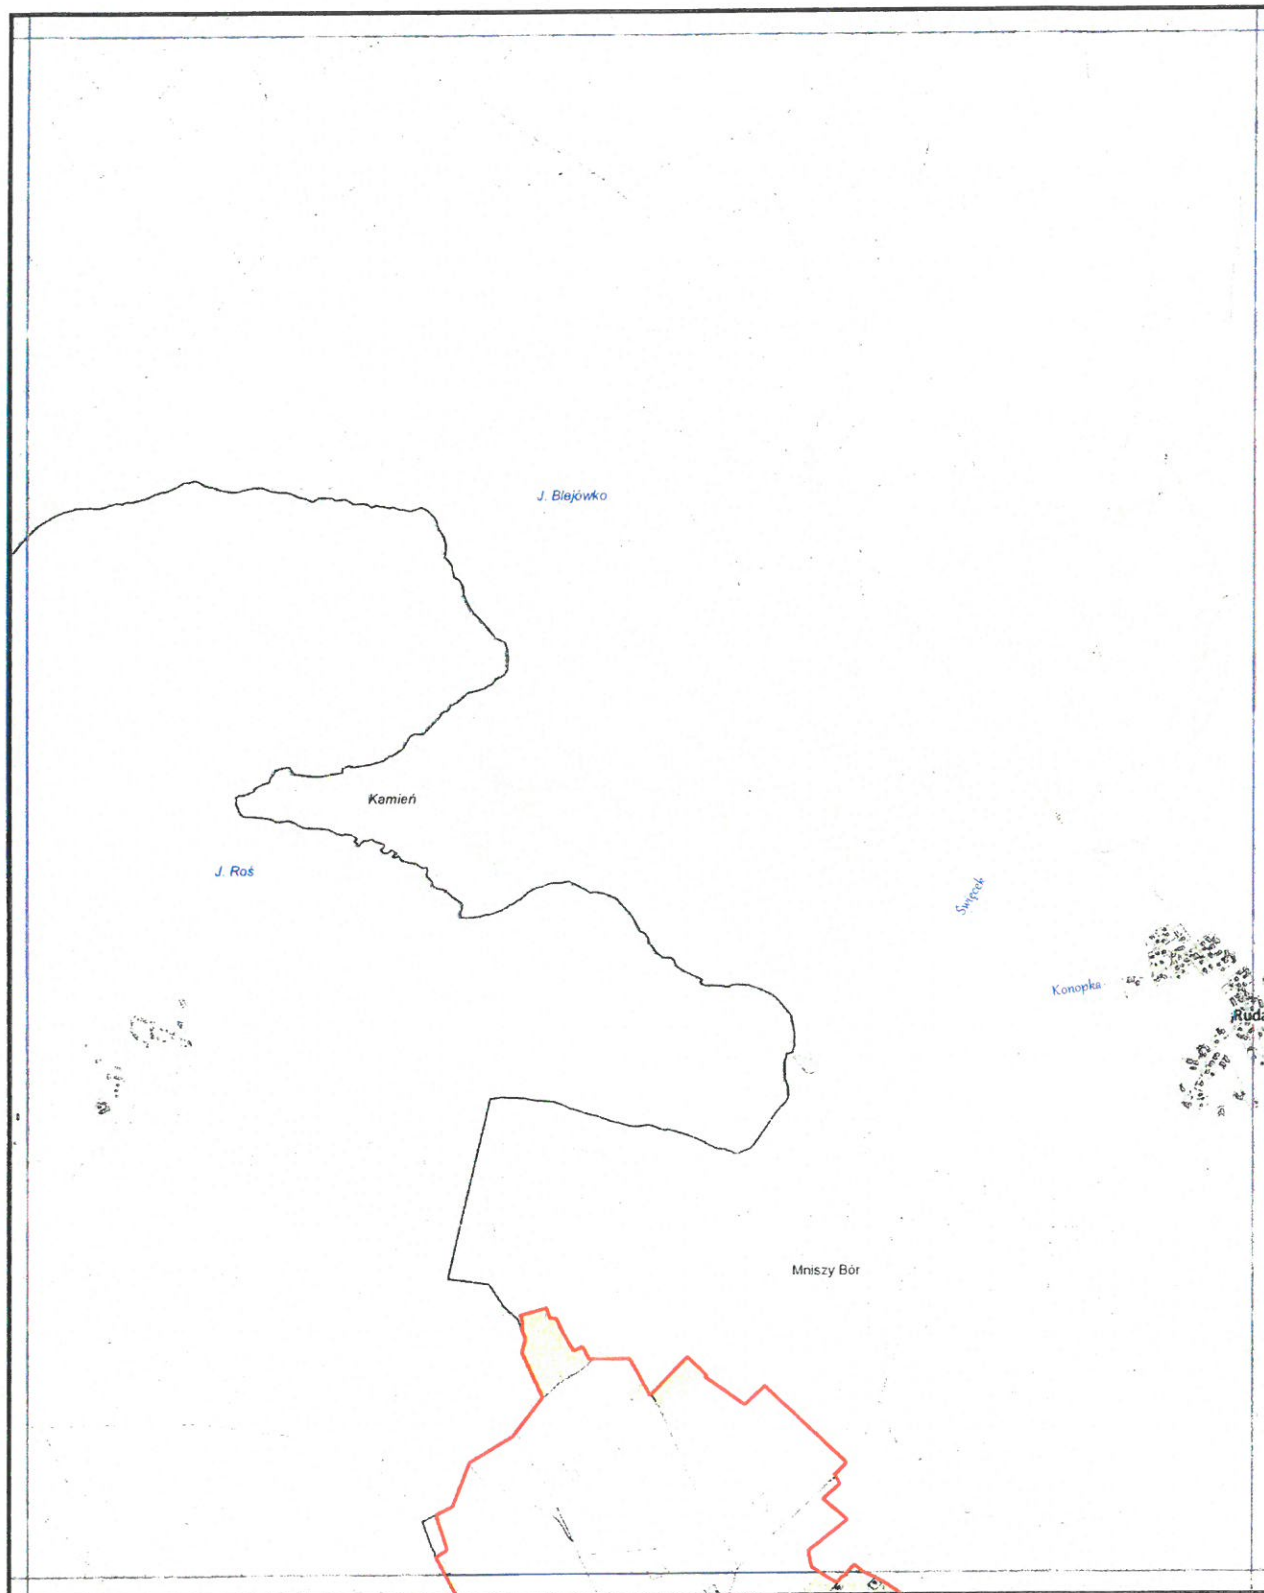 J. Blejówko
Kamień
J. Roś
Święcek
Konopka
Ruda
Mniszy Bór